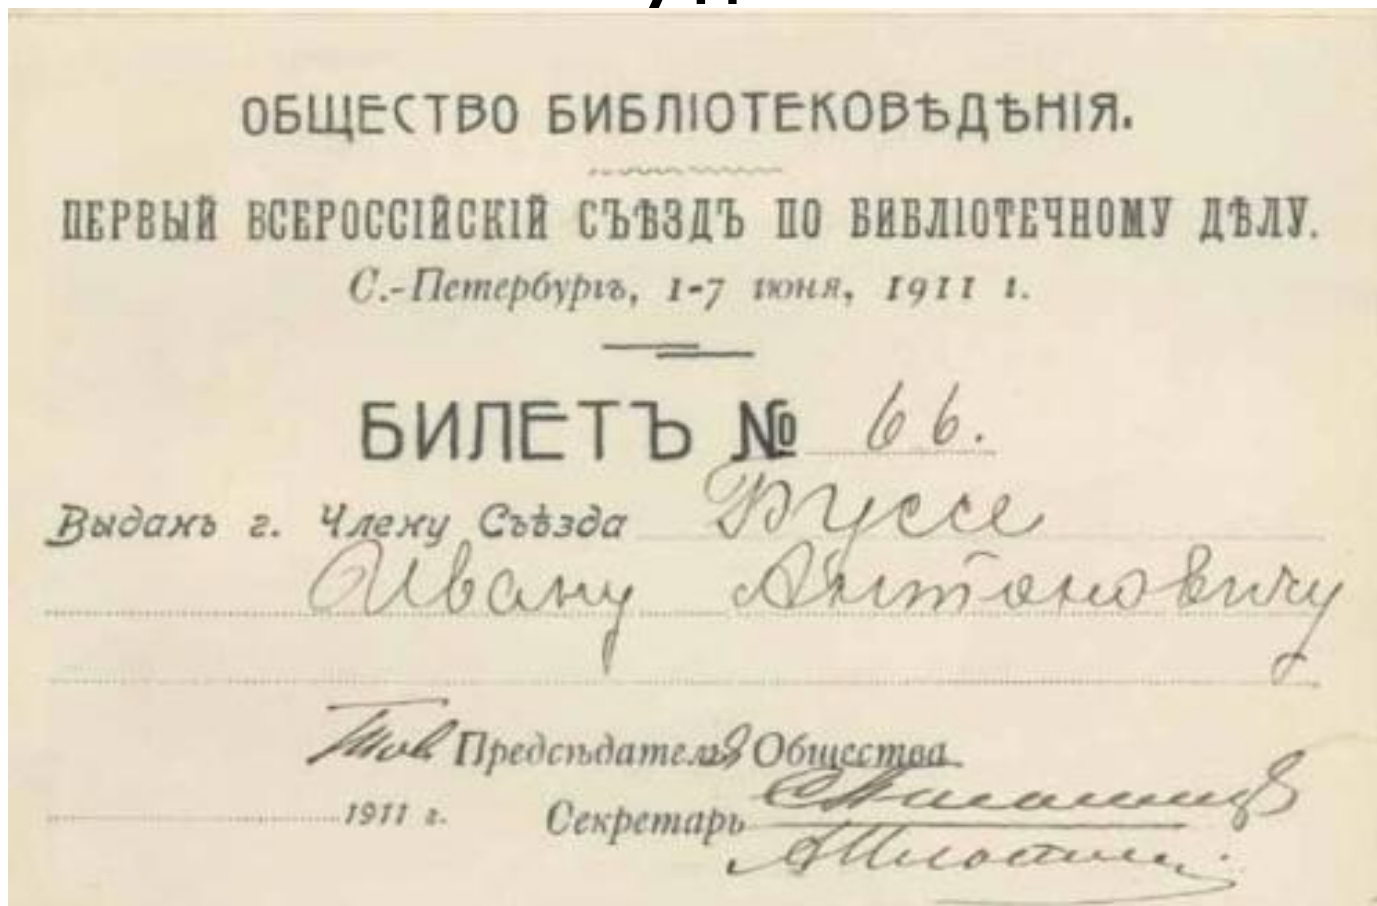 ОБЩЕСТВО БИБЛІОТЕКОВѢДѢНІЯ.
ПЕРВЫЙ ВСЕРОССІЙСКІЙ СЪѢЗДЪ ПО БИБЛІОТЕЧНОМУ ДѢЛУ.
С.-Петербургъ, 1-7 іюня, 1911 г.
БИЛЕТЪ № 66.
Выданъ г. Члену Съѣзда Буссе
Ивану Антоновичу
Тов Предсѣдателя Общества
1911 г. Секретарь